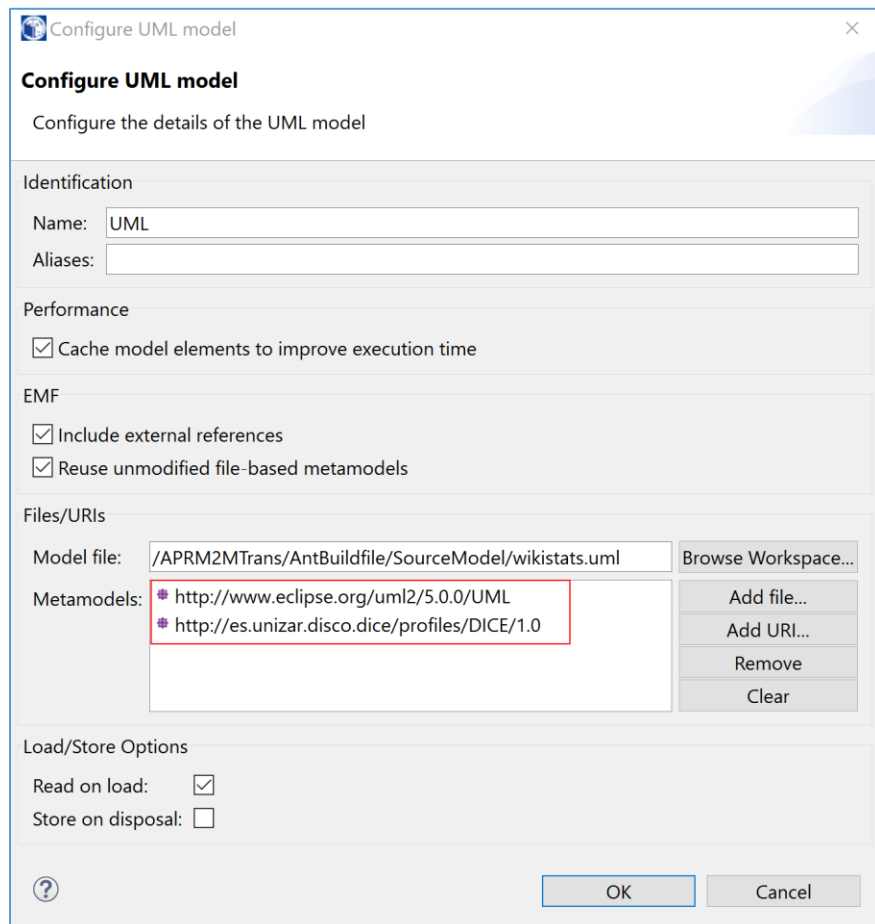 Configure UML model
Configure UML model
Configure the details of the UML model
Identification
Name: UML
Aliases:
Performance
Cache model elements to improve execution time
EMF
Include external references
Reuse unmodified file-based metamodels
Files/URIs
Model file: /APRM2MTrans/AntBuildfile/SourceModel/wikistats.uml Browse Workspace...
Metamodels: http://www.eclipse.org/uml2/5.0.0/UML Add file...
http://es.unizar.disco.dice/profiles/DICE/1.0 Add URI...
Remove
Clear
Load/Store Options
Read on load:
Store on disposal:
? OK Cancel